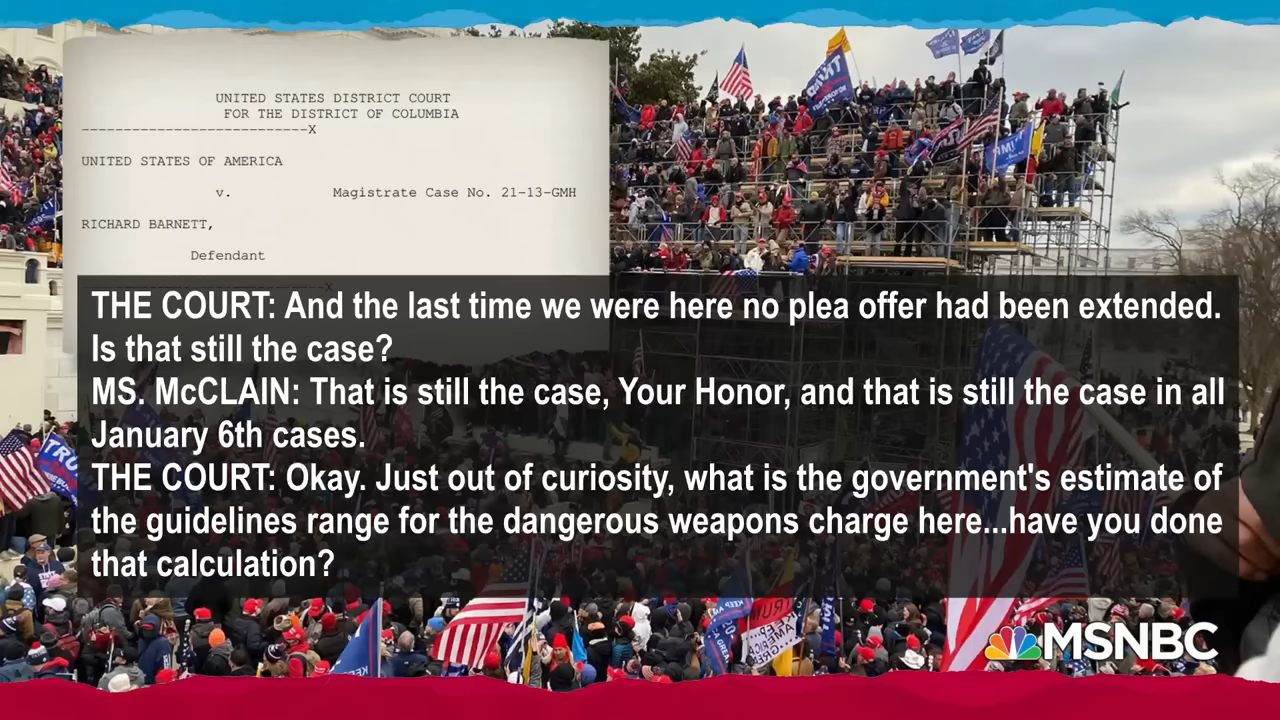 UNITED STATES DISTRICT COURT
FOR THE DISTRICT OF COLUMBIA
---------------------------X
UNITED STATES OF AMERICA
v. Magistrate Case No. 21-13-GMH
RICHARD BARNETT,
Defendant
THE COURT: And the last time we were here no plea offer had been extended.
Is that still the case?
MS. McCLAIN: That is still the case, Your Honor, and that is still the case in all
January 6th cases.
THE COURT: Okay. Just out of curiosity, what is the government's estimate of
the guidelines range for the dangerous weapons charge here...have you done
that calculation?
MSNBC
TRUMP